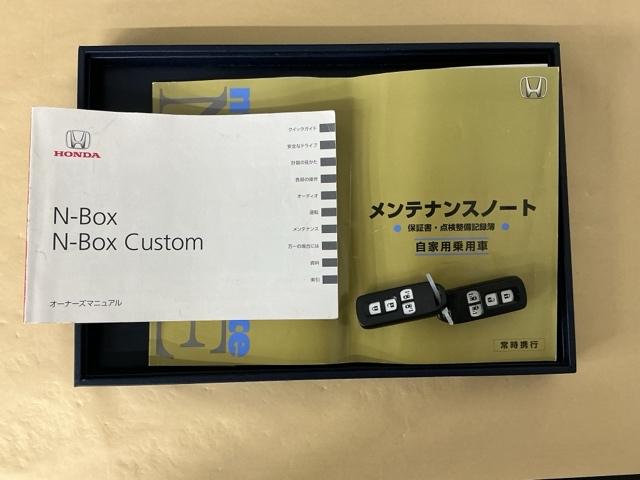 HONDA
N-Box
N-Box Custom
オーナーズマニュアル
クイックガイド
安全なドライブ
計器の見かた
各部の操作
オーディオ
運転
メンテナンス
万一の場合には
資料
索引
メンテナンスノート
保証書・点検整備記録簿
自家用乗用車
常時携行